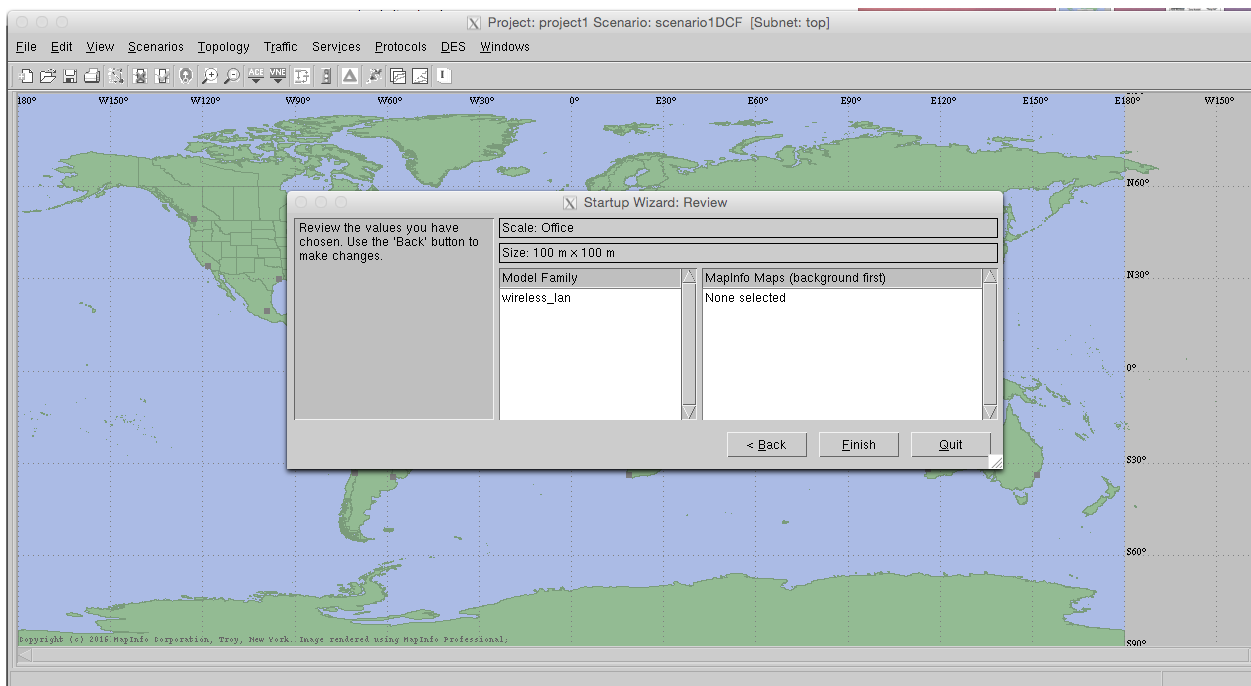 Project: project1 Scenario: scenario1DCF [Subnet: top]
File Edit View Scenarios Topology Traffic Services Protocols DES Windows
ACE VNE
180° W150° W120° W90° W60° W30° 0° E30° E60° E90° E120° E150° E180° W150°
N60°
Startup Wizard: Review
Review the values you have
chosen. Use the 'Back' button to
make changes.
Scale: Office
Size: 100 m x 100 m
Model Family
MapInfo Maps (background first)
wireless_lan
None selected
N30°
0°
< Back Finish Quit
S30°
S60°
Copyright (c) 2016 MapInfo Corporation, Troy, New York. Image rendered using MapInfo Professional;
S90°